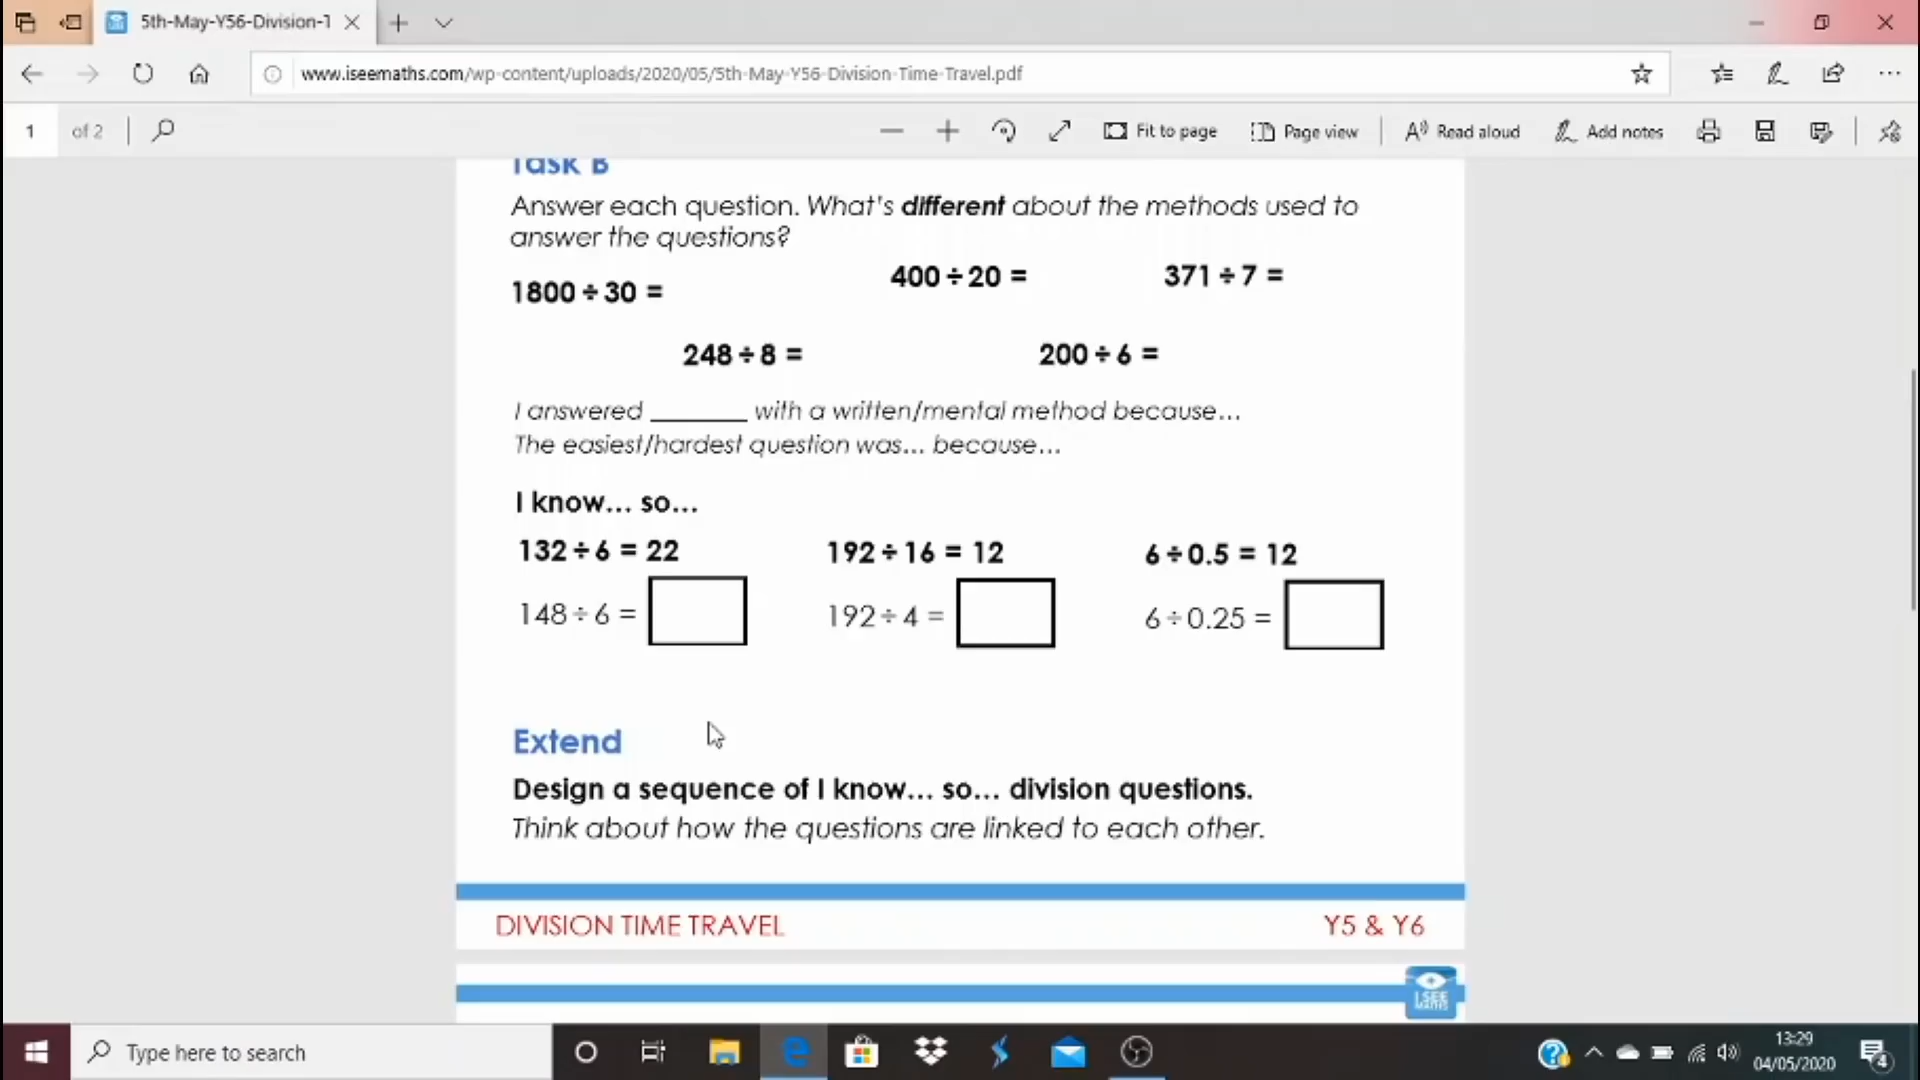 5th-May-Y56-Division-T
www.iseemaths.com/wp-content/uploads/2020/05/5th-May-Y56-Division-Time-Travel.pdf
1 of 2
Fit to page
Page view
Read aloud
Add notes
Task B
Answer each question. What's different about the methods used to
answer the questions?
1800 ÷ 30 =
400 ÷ 20 =
371 ÷ 7 =
248 ÷ 8 =
200 ÷ 6 =
I answered _______ with a written/mental method because...
The easiest/hardest question was... because...
I know... so...
132 ÷ 6 = 22
192 ÷ 16 = 12
6 ÷ 0.5 = 12
148 ÷ 6 =
192 ÷ 4 =
6 ÷ 0.25 =
Extend
Design a sequence of I know... so... division questions.
Think about how the questions are linked to each other.
DIVISION TIME TRAVEL
Y5 & Y6
I SEE
MATHS
Type here to search
13:29
04/05/2020
4